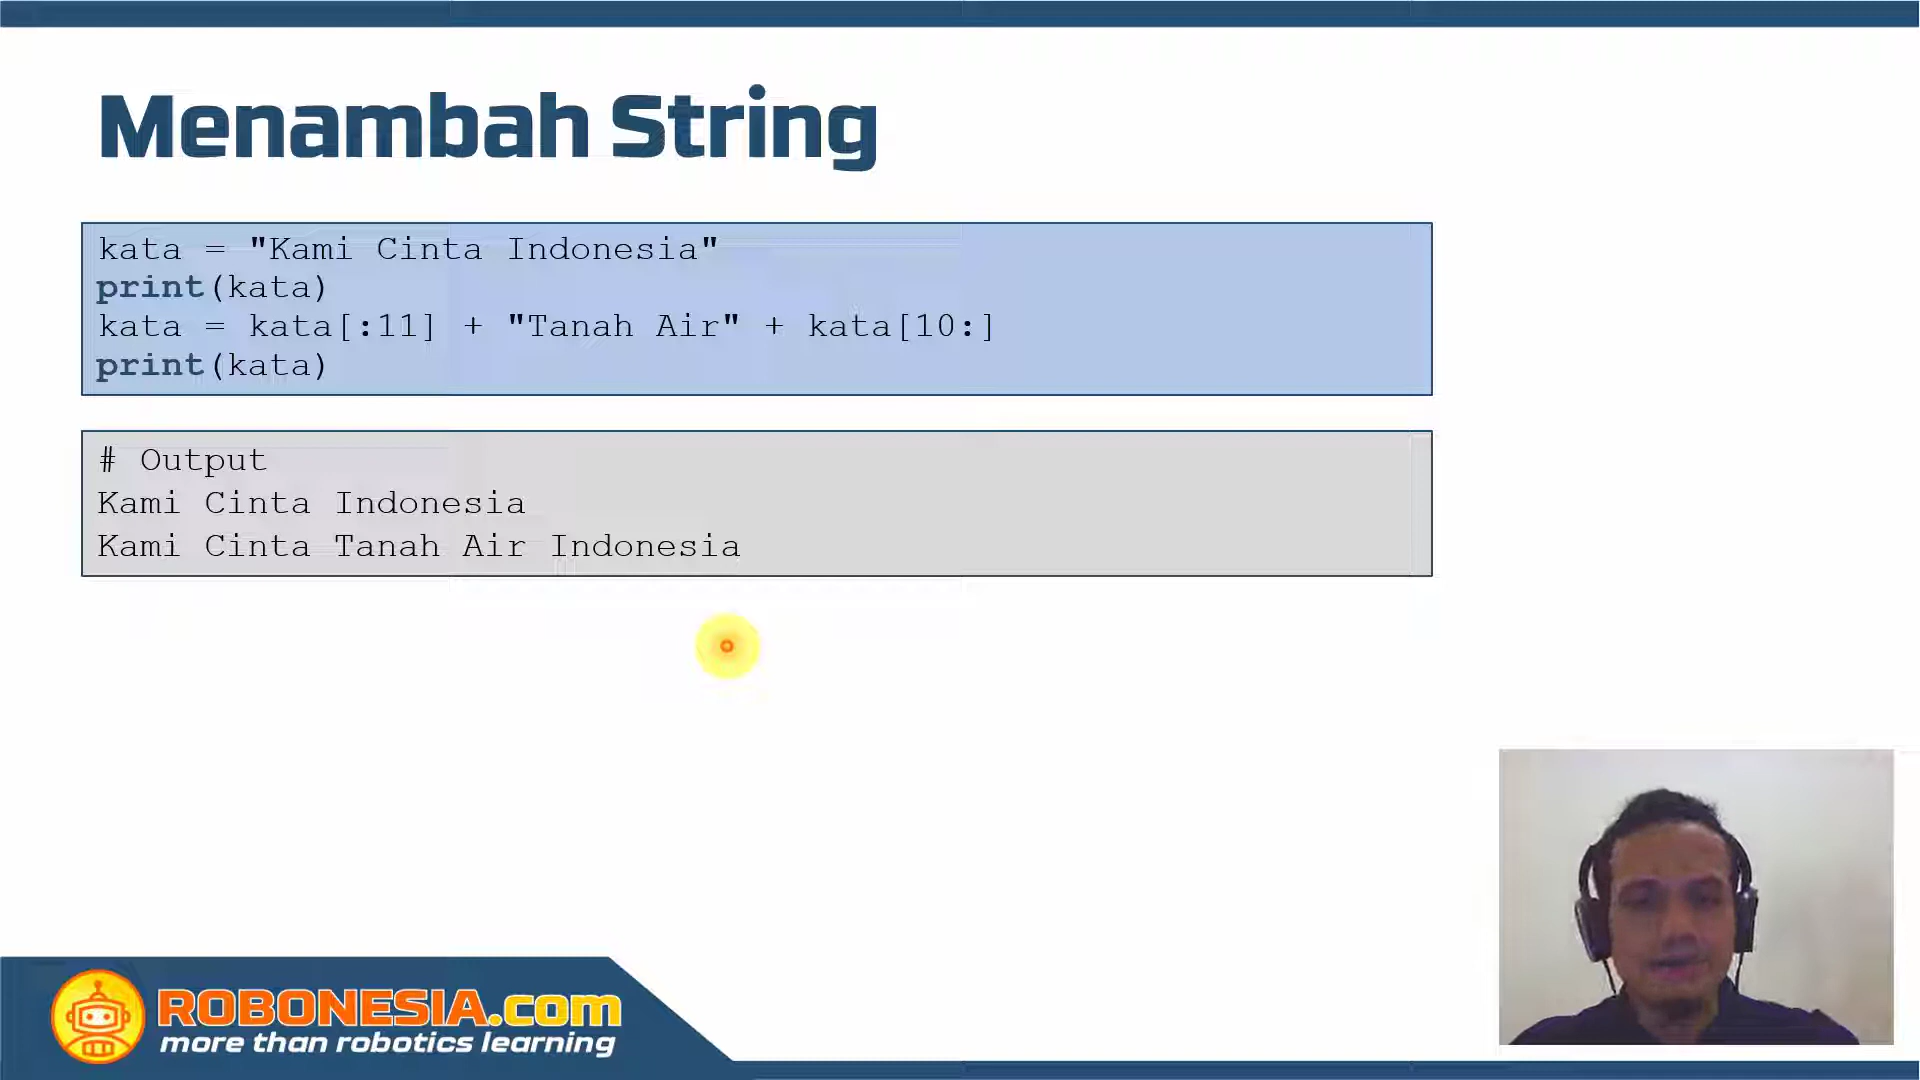 Menambah String
kata = "Kami Cinta Indonesia"
print(kata)
kata = kata[:11] + "Tanah Air" + kata[10:]
print(kata)
# Output
Kami Cinta Indonesia
Kami Cinta Tanah Air Indonesia
ROBONESIA.com
more than robotics learning